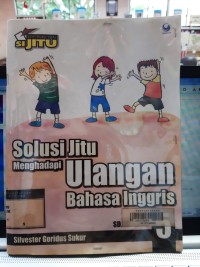 SI JITU
Solusi Jitu
Menghadapi
Ulangan
Bahasa Inggris
SD
Silvester Goridus Sukur